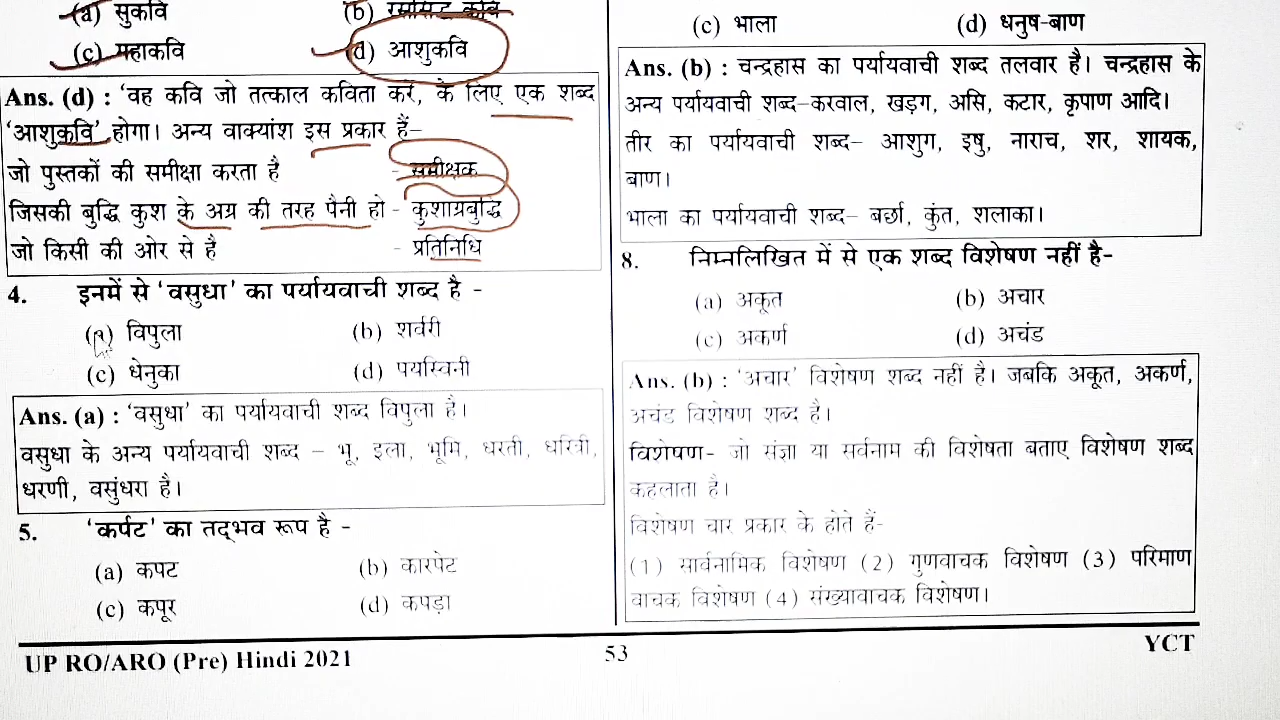 (a) सुकवि (b) रससिद्ध कवि
(c) महाकवि (d) आशुकवि
Ans. (d) : 'वह कवि जो तत्काल कविता करें, के लिए एक शब्द
'आशुकवि' होगा। अन्य वाक्यांश इस प्रकार हैं–
जो पुस्तकों की समीक्षा करता है - समीक्षक
जिसकी बुद्धि कुश के अग्र की तरह पैनी हो - कुशाग्रबुद्धि
जो किसी की ओर से है - प्रतिनिधि
4. इनमें से 'वसुधा' का पर्यायवाची शब्द है -
(a) विपुला (b) शर्वरी
(c) धेनुका (d) पयस्विनी
Ans. (a) : 'वसुधा' का पर्यायवाची शब्द विपुला है।
वसुधा के अन्य पर्यायवाची शब्द – भू, इला, भूमि, धरती, धरित्री,
धरणी, वसुंधरा है।
5. 'कर्पट' का तद्भव रूप है -
(a) कपट (b) कारपेट
(c) कपूर (d) कपड़ा
(c) भाला (d) धनुष-बाण
Ans. (b) : चन्द्रहास का पर्यायवाची शब्द तलवार है। चन्द्रहास के
अन्य पर्यायवाची शब्द–करवाल, खड़ग, असि, कटार, कृपाण आदि।
तीर का पर्यायवाची शब्द– आशुग, इषु, नाराच, शर, शायक,
बाण।
भाला का पर्यायवाची शब्द– बर्छा, कुंत, शलाका।
8. निम्नलिखित में से एक शब्द विशेषण नहीं है-
(a) अकूत (b) अचार
(c) अकर्ण (d) अचंड
Ans. (b) : 'अचार' विशेषण शब्द नहीं है। जबकि अकूत, अकर्ण,
अचंड विशेषण शब्द है।
विशेषण- जो संज्ञा या सर्वनाम की विशेषता बताए विशेषण शब्द
कहलाता है।
विशेषण चार प्रकार के होते हैं-
(1) सार्वनामिक विशेषण (2) गुणवाचक विशेषण (3) परिमाण
वाचक विशेषण (4) संख्यावाचक विशेषण।
UP RO/ARO (Pre) Hindi 2021 53 YCT